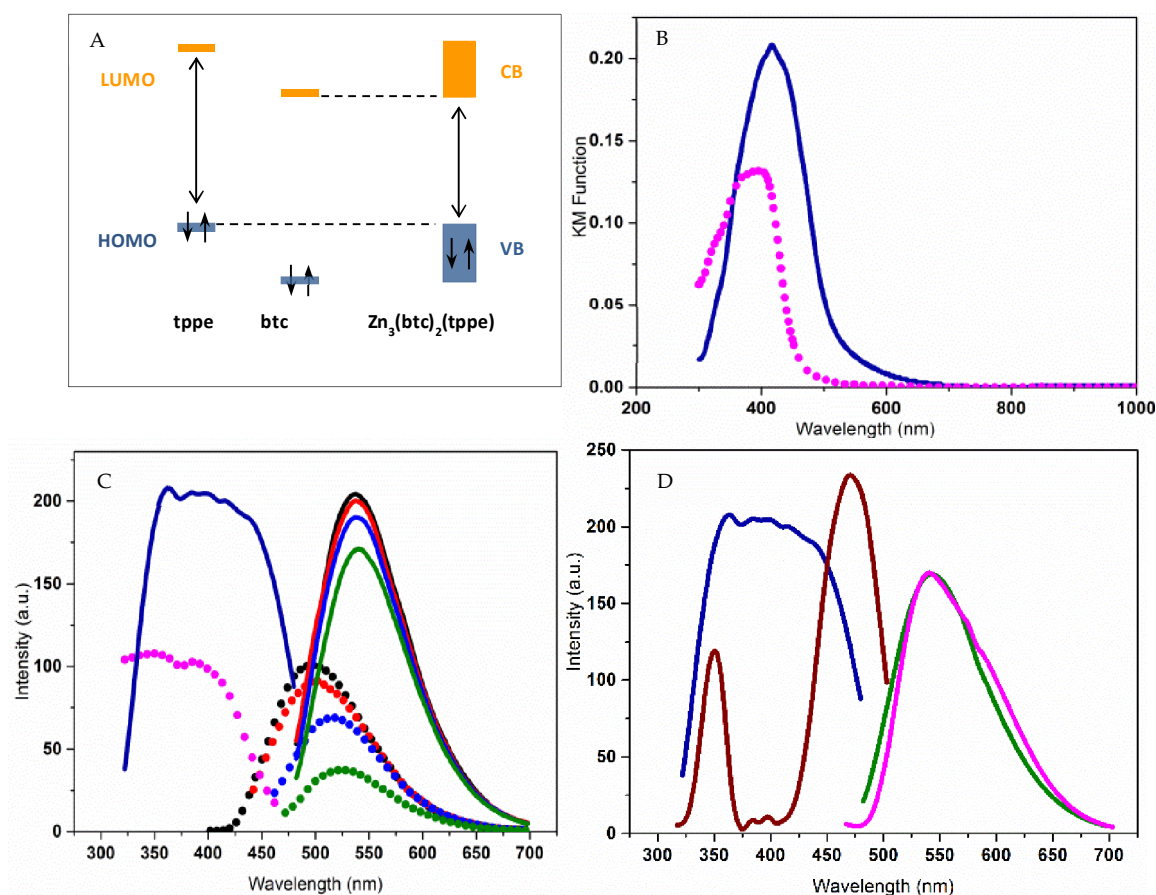 A
LUMO
CB
HOMO
VB
tppe btc Zn₃(btc)₂(tppe)
B
KM Function
0.20
0.15
0.10
0.05
0.00
200 400 600 800 1000
Wavelength (nm)
C
Intensity (a.u.)
200
150
100
50
0
300 350 400 450 500 550 600 650 700
Wavelength (nm)
D
Intensity (a.u.)
250
200
150
100
50
0
300 350 400 450 500 550 600 650 700
Wavelength (nm)